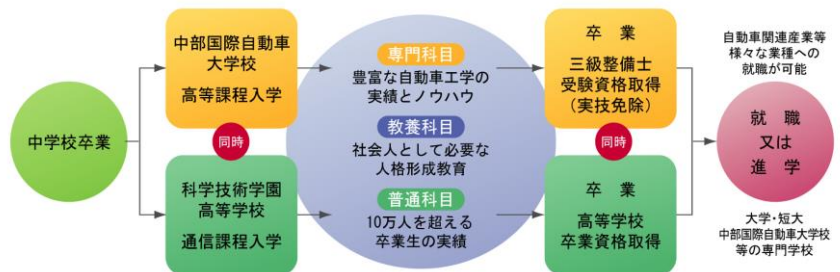 中学校卒業
中部国際自動車
大学校
高等課程入学
同時
科学技術学園
高等学校
通信課程入学
専門科目
豊富な自動車工学の
実績とノウハウ
教養科目
社会人として必要な
人格形成教育
普通科目
10万人を超える
卒業生の実績
卒 業
三級整備士
受験資格取得
(実技免除)
同時
卒 業
高等学校
卒業資格取得
自動車関連産業等
様々な業種への
就職が可能
就 職
又は
進 学
大学・短大
中部国際自動車大学校
等の専門学校